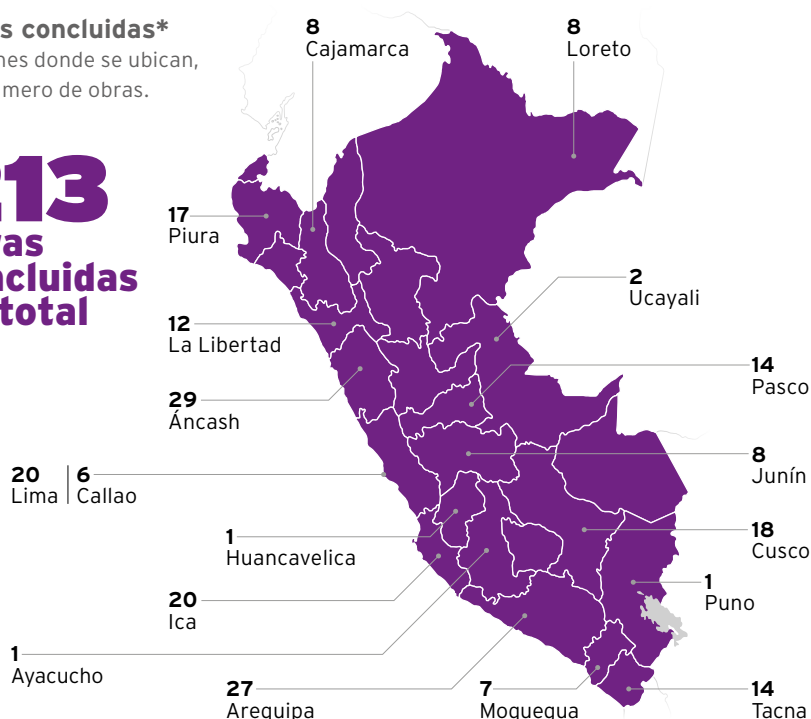 s concluidas*
nes donde se ubican,
mero de obras.
213
as
cluidas
total
8
Cajamarca
8
Loreto
17
Piura
2
Ucayali
12
La Libertad
14
Pasco
29
Áncash
8
Junín
20
Lima
6
Callao
1
Huancavelica
18
Cusco
20
Ica
1
Puno
1
Ayacucho
27
Arequipa
7
Moquegua
14
Tacna